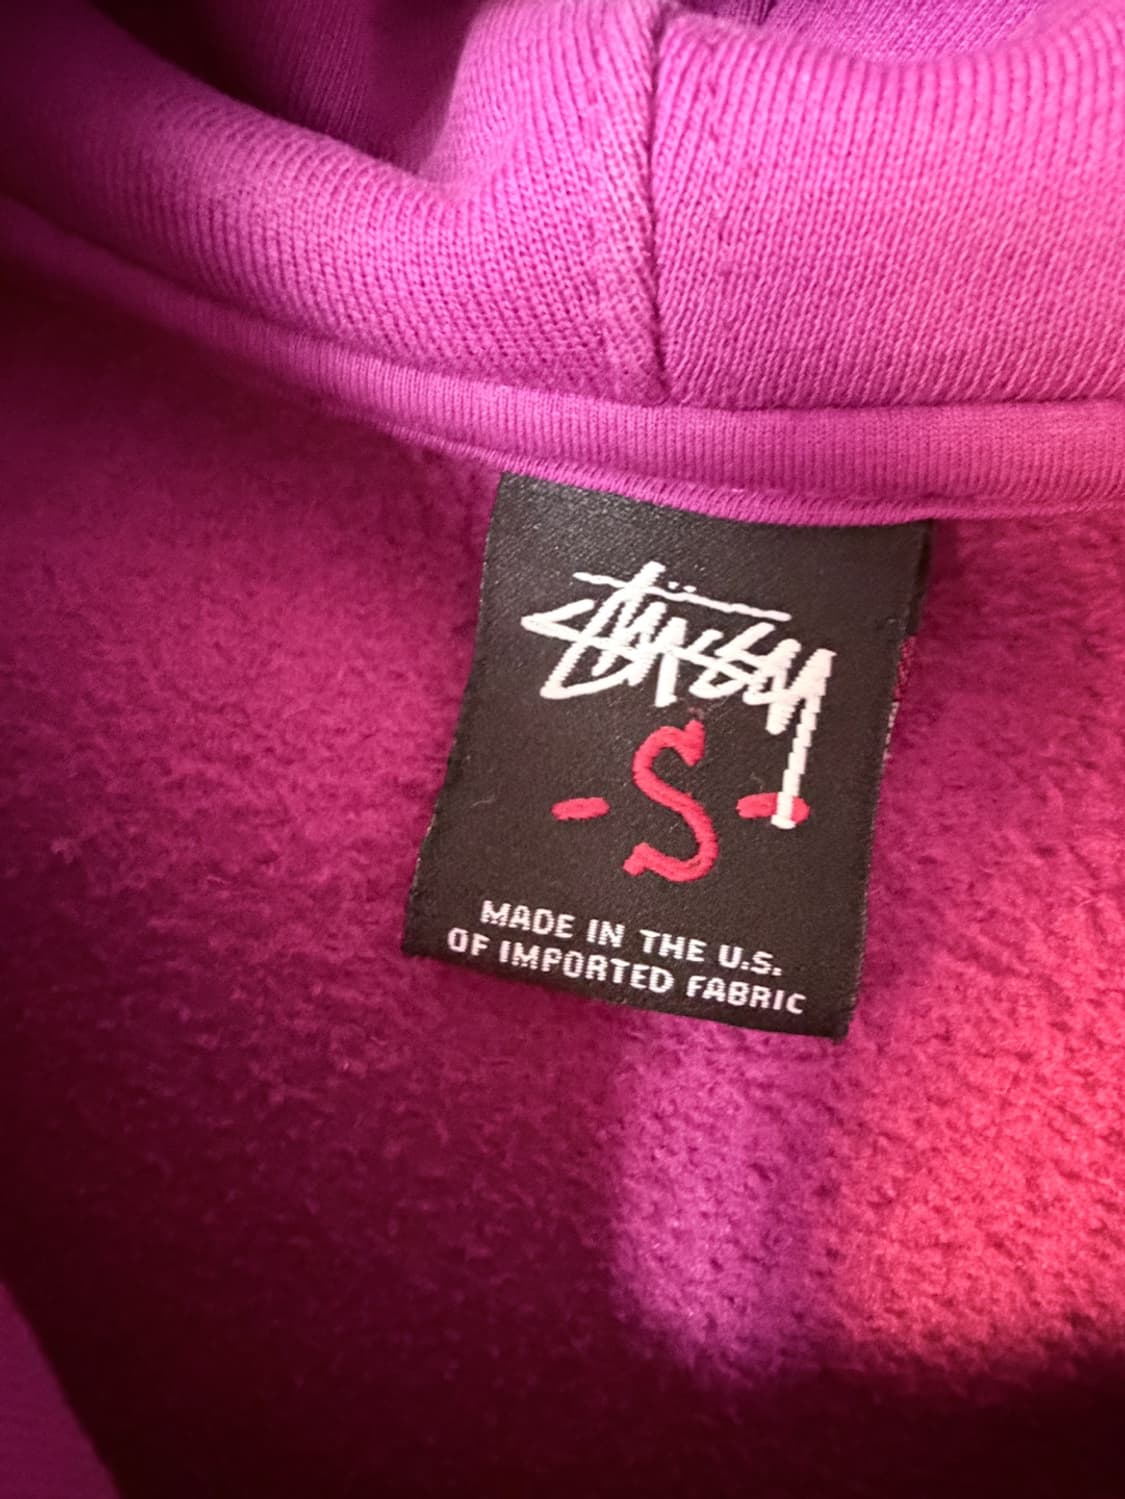 Stüssy
-S-
MADE IN THE U.S.
OF IMPORTED FABRIC